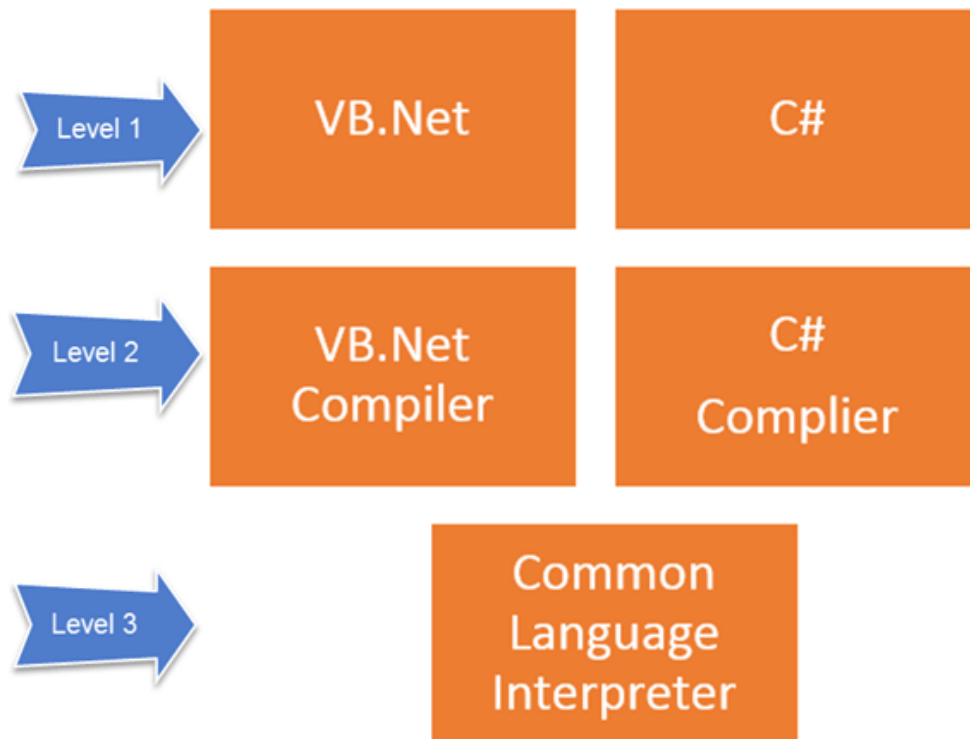 Level 1
VB.Net
C#
Level 2
VB.Net
Compiler
C#
Complier
Level 3
Common
Language
Interpreter